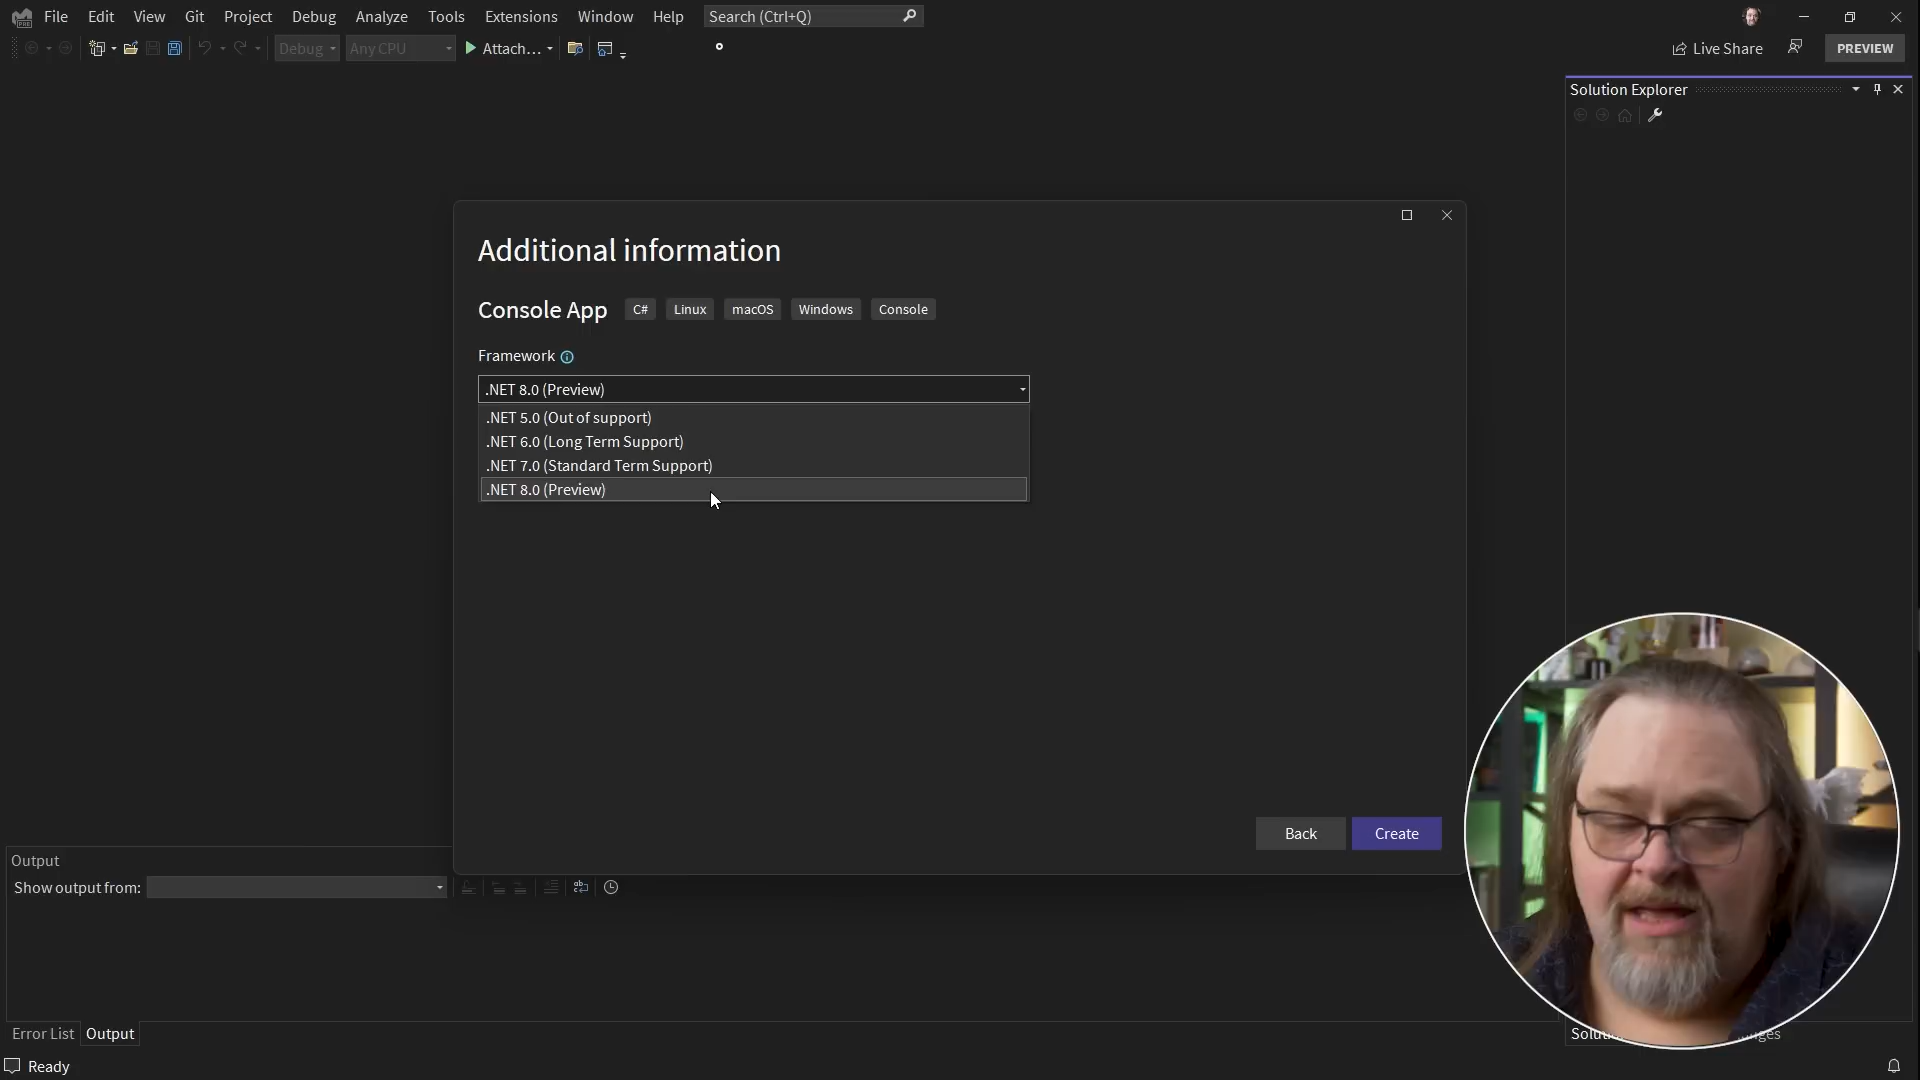 File Edit View Git Project Debug Analyze Tools Extensions Window Help Search (Ctrl+Q)
Debug Any CPU Attach... Live Share PREVIEW
Solution Explorer
Additional information
Console App C# Linux macOS Windows Console
Framework
.NET 8.0 (Preview)
.NET 5.0 (Out of support)
.NET 6.0 (Long Term Support)
.NET 7.0 (Standard Term Support)
.NET 8.0 (Preview)
Back Create
Output
Show output from:
Error List Output
Ready